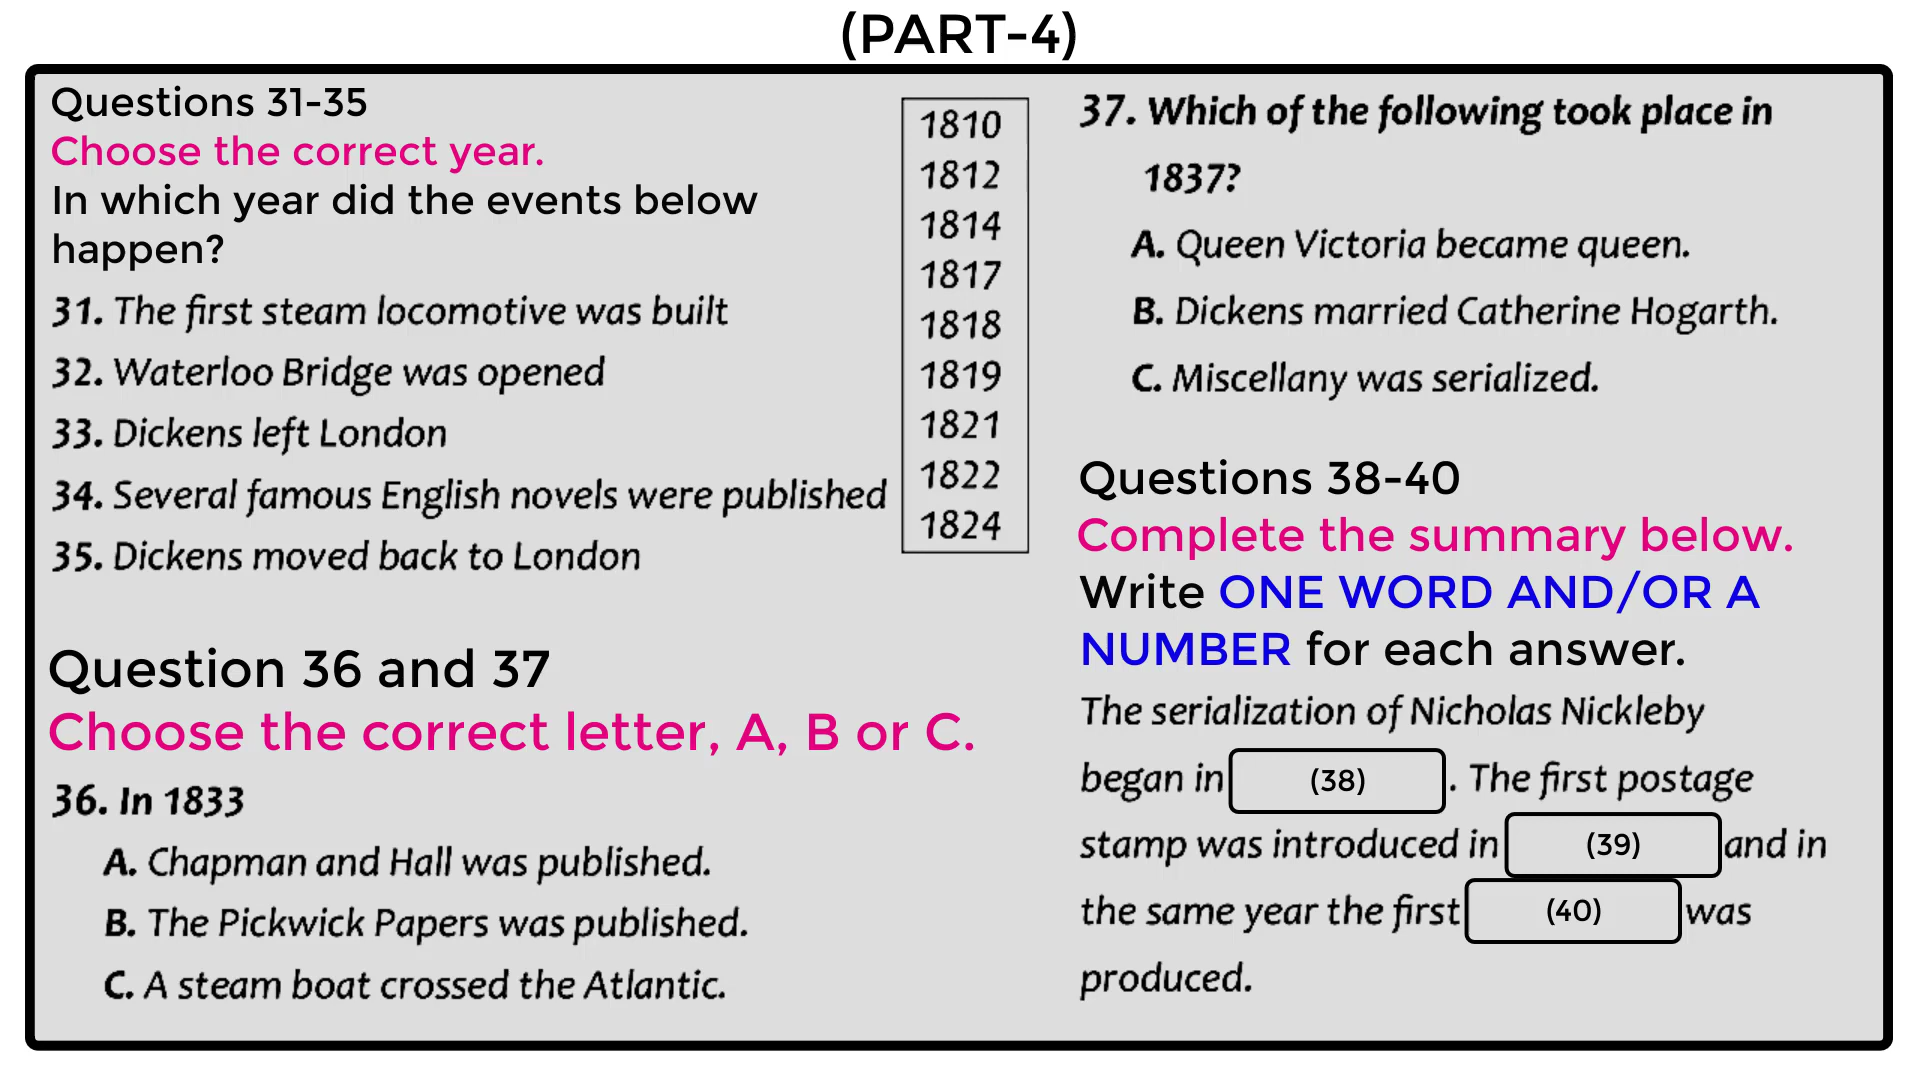 (PART-4)
Questions 31-35
Choose the correct year.
In which year did the events below
happen?
31. The first steam locomotive was built
32. Waterloo Bridge was opened
33. Dickens left London
34. Several famous English novels were published
35. Dickens moved back to London
1810
1812
1814
1817
1818
1819
1821
1822
1824
Question 36 and 37
Choose the correct letter, A, B or C.
36. In 1833
A. Chapman and Hall was published.
B. The Pickwick Papers was published.
C. A steam boat crossed the Atlantic.
37. Which of the following took place in
1837?
A. Queen Victoria became queen.
B. Dickens married Catherine Hogarth.
C. Miscellany was serialized.
Questions 38-40
Complete the summary below.
Write ONE WORD AND/OR A
NUMBER for each answer.
The serialization of Nicholas Nickleby
began in (38) . The first postage
stamp was introduced in (39) and in
the same year the first (40) was
produced.